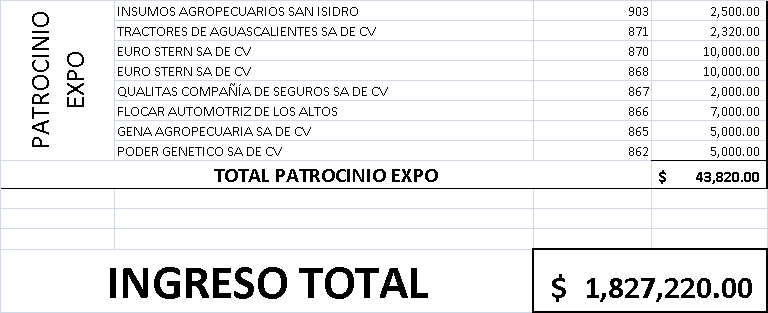 PATROCINIO
EXPO
INSUMOS AGROPECUARIOS SAN ISIDRO 903 2,500.00
TRACTORES DE AGUASCALIENTES SA DE CV 871 2,320.00
EURO STERN SA DE CV 870 10,000.00
EURO STERN SA DE CV 868 10,000.00
QUALITAS COMPAÑÍA DE SEGUROS SA DE CV 867 2,000.00
FLOCAR AUTOMOTRIZ DE LOS ALTOS 866 7,000.00
GENA AGROPECUARIA SA DE CV 865 5,000.00
PODER GENETICO SA DE CV 862 5,000.00
TOTAL PATROCINIO EXPO $ 43,820.00
INGRESO TOTAL $ 1,827,220.00